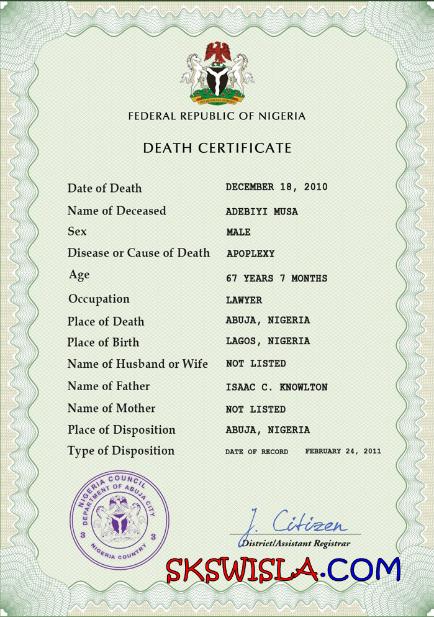 FEDERAL REPUBLIC OF NIGERIA
DEATH CERTIFICATE
Date of Death DECEMBER 18, 2010
Name of Deceased ADEBIYI MUSA
Sex MALE
Disease or Cause of Death APOPLEXY
Age 67 YEARS 7 MONTHS
Occupation LAWYER
Place of Death ABUJA, NIGERIA
Place of Birth LAGOS, NIGERIA
Name of Husband or Wife NOT LISTED
Name of Father ISAAC C. KNOWLTON
Name of Mother NOT LISTED
Place of Disposition ABUJA, NIGERIA
Type of Disposition DATE OF RECORD FEBRUARY 24, 2011
NIGERIA COUNCIL
DEPARTMENT OF ABUJA CITY
NIGERIA COUNTRY
J. Citizen
District/Assistant Registrar
SKSWISLA.COM